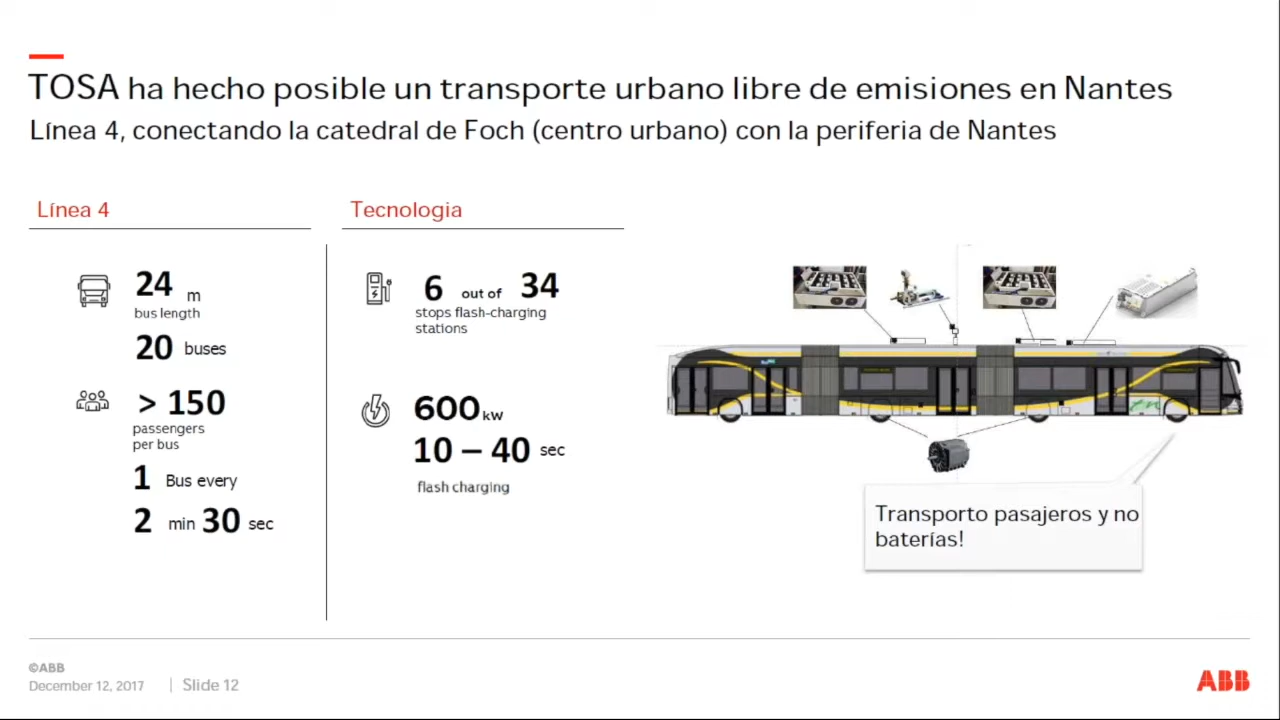 TOSA ha hecho posible un transporte urbano libre de emisiones en Nantes
Línea 4, conectando la catedral de Foch (centro urbano) con la periferia de Nantes
Línea 4
24 m
bus length
20 buses
> 150
passengers
per bus
1 Bus every
2 min 30 sec
Tecnologia
6 out of 34
stops flash-charging
stations
600 kw
10 – 40 sec
flash charging
Transporto pasajeros y no
baterías!
©ABB
December 12, 2017 | Slide 12
ABB